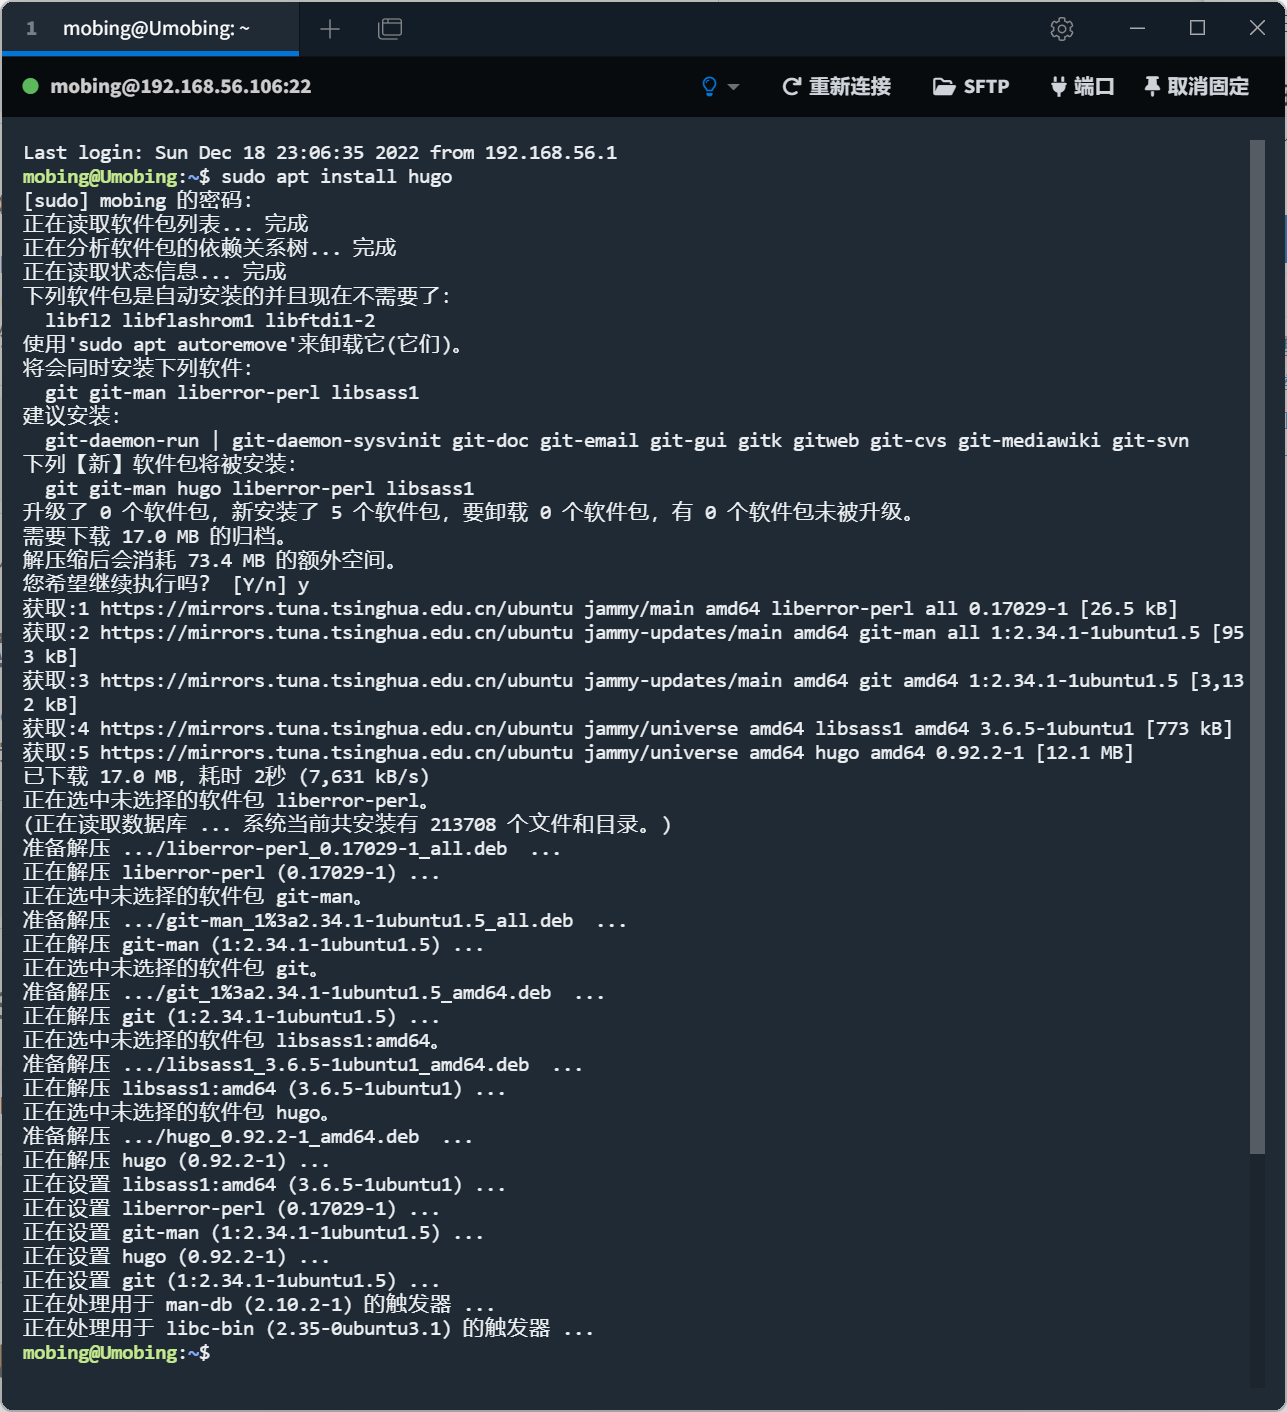 1 mobing@Umobing: ~
mobing@192.168.56.106:22 重新连接 SFTP 端口 取消固定
Last login: Sun Dec 18 23:06:35 2022 from 192.168.56.1
mobing@Umobing:~$ sudo apt install hugo
[sudo] mobing 的密码：
正在读取软件包列表... 完成
正在分析软件包的依赖关系树... 完成
正在读取状态信息... 完成
下列软件包是自动安装的并且现在不需要了：
  libfl2 libflashrom1 libftdi1-2
使用'sudo apt autoremove'来卸载它(它们)。
将会同时安装下列软件：
  git git-man liberror-perl libsass1
建议安装：
  git-daemon-run | git-daemon-sysvinit git-doc git-email git-gui gitk gitweb git-cvs git-mediawiki git-svn
下列【新】软件包将被安装：
  git git-man hugo liberror-perl libsass1
升级了 0 个软件包，新安装了 5 个软件包，要卸载 0 个软件包，有 0 个软件包未被升级。
需要下载 17.0 MB 的归档。
解压缩后会消耗 73.4 MB 的额外空间。
您希望继续执行吗？ [Y/n] y
获取:1 https://mirrors.tuna.tsinghua.edu.cn/ubuntu jammy/main amd64 liberror-perl all 0.17029-1 [26.5 kB]
获取:2 https://mirrors.tuna.tsinghua.edu.cn/ubuntu jammy-updates/main amd64 git-man all 1:2.34.1-1ubuntu1.5 [95
3 kB]
获取:3 https://mirrors.tuna.tsinghua.edu.cn/ubuntu jammy-updates/main amd64 git amd64 1:2.34.1-1ubuntu1.5 [3,13
2 kB]
获取:4 https://mirrors.tuna.tsinghua.edu.cn/ubuntu jammy/universe amd64 libsass1 amd64 3.6.5-1ubuntu1 [773 kB]
获取:5 https://mirrors.tuna.tsinghua.edu.cn/ubuntu jammy/universe amd64 hugo amd64 0.92.2-1 [12.1 MB]
已下载 17.0 MB，耗时 2秒 (7,631 kB/s)
正在选中未选择的软件包 liberror-perl。
(正在读取数据库 ... 系统当前共安装有 213708 个文件和目录。)
准备解压 .../liberror-perl_0.17029-1_all.deb  ...
正在解压 liberror-perl (0.17029-1) ...
正在选中未选择的软件包 git-man。
准备解压 .../git-man_1%3a2.34.1-1ubuntu1.5_all.deb  ...
正在解压 git-man (1:2.34.1-1ubuntu1.5) ...
正在选中未选择的软件包 git。
准备解压 .../git_1%3a2.34.1-1ubuntu1.5_amd64.deb  ...
正在解压 git (1:2.34.1-1ubuntu1.5) ...
正在选中未选择的软件包 libsass1:amd64。
准备解压 .../libsass1_3.6.5-1ubuntu1_amd64.deb  ...
正在解压 libsass1:amd64 (3.6.5-1ubuntu1) ...
正在选中未选择的软件包 hugo。
准备解压 .../hugo_0.92.2-1_amd64.deb  ...
正在解压 hugo (0.92.2-1) ...
正在设置 libsass1:amd64 (3.6.5-1ubuntu1) ...
正在设置 liberror-perl (0.17029-1) ...
正在设置 git-man (1:2.34.1-1ubuntu1.5) ...
正在设置 hugo (0.92.2-1) ...
正在设置 git (1:2.34.1-1ubuntu1.5) ...
正在处理用于 man-db (2.10.2-1) 的触发器 ...
正在处理用于 libc-bin (2.35-0ubuntu3.1) 的触发器 ...
mobing@Umobing:~$